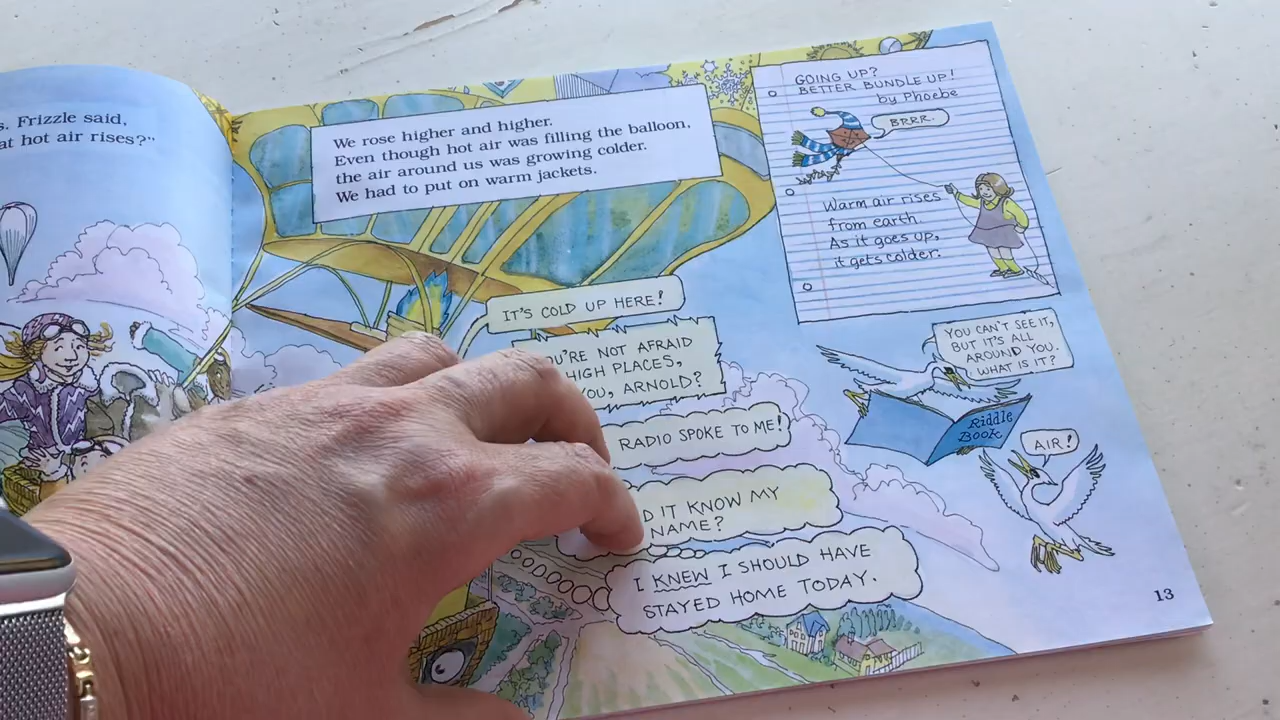 s. Frizzle said,
at hot air rises?"
We rose higher and higher.
Even though hot air was filling the balloon,
the air around us was growing colder.
We had to put on warm jackets.
GOING UP?
BETTER BUNDLE UP!
by Phoebe
BRRR.
Warm air rises
from earth
As it goes up,
it gets colder.
IT'S COLD UP HERE!
OU'RE NOT AFRAID
HIGH PLACES,
YOU, ARNOLD?
RADIO SPOKE TO ME!
D IT KNOW MY
NAME?
I KNEW I SHOULD HAVE
STAYED HOME TODAY.
YOU CAN'T SEE IT,
BUT IT'S ALL
AROUND YOU.
WHAT IS IT?
Riddle
Book
AIR!
13